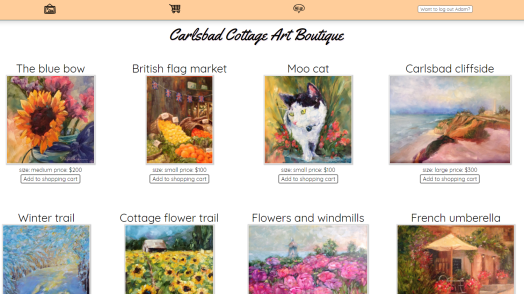 Want to log out Adam?
Carlsbad Cottage Art Boutique
The blue bow
British flag market
Moo cat
Carlsbad cliffside
size: medium price: $200
size: small price: $100
size: small price: $100
size: large price: $300
Add to shopping cart
Add to shopping cart
Add to shopping cart
Add to shopping cart
Winter trail
Cottage flower trail
Flowers and windmills
French umberella